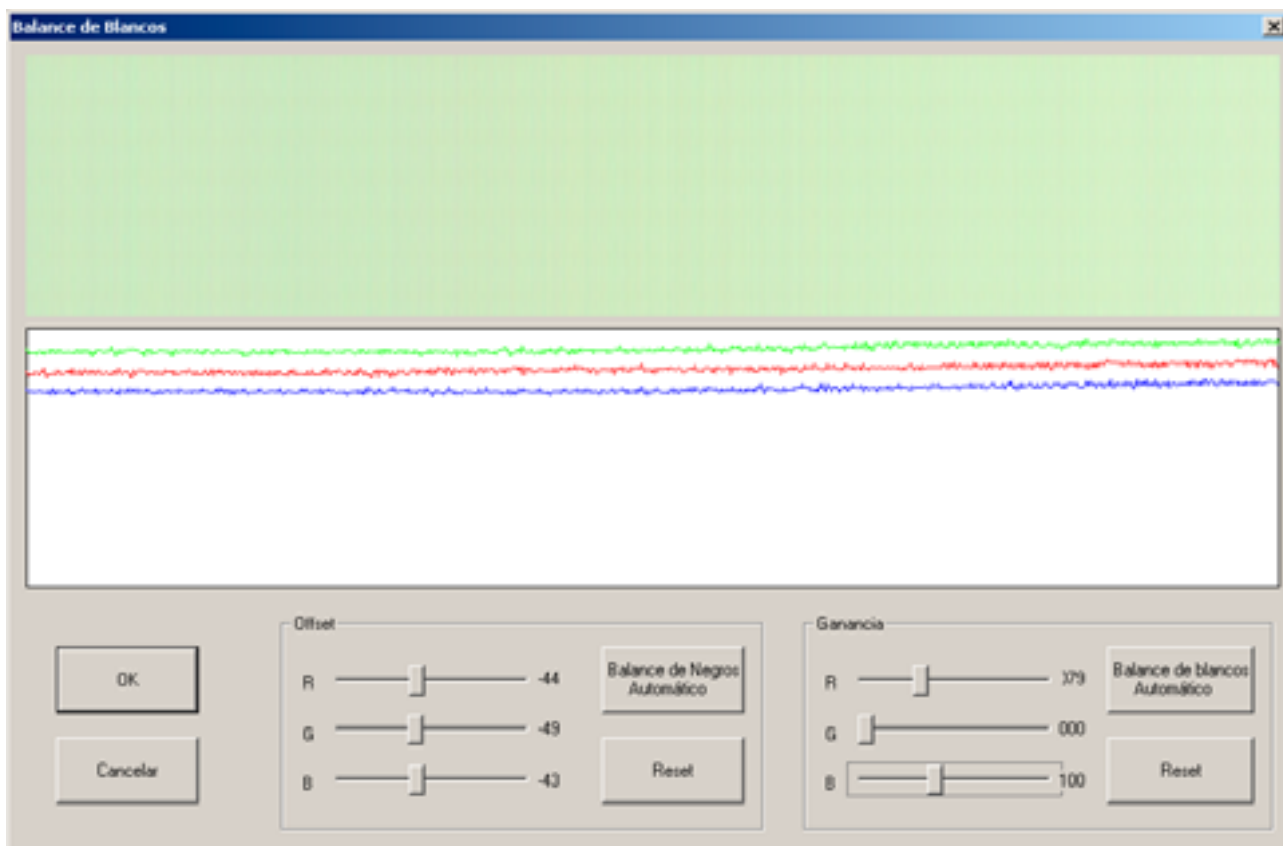 Balance de Blancos
Offset
Ganancia
OK
R
-44
Balance de Negros
Automático
R
079
Balance de blancos
Automático
G
-49
G
000
Cancelar
B
-43
Reset
B
100
Reset